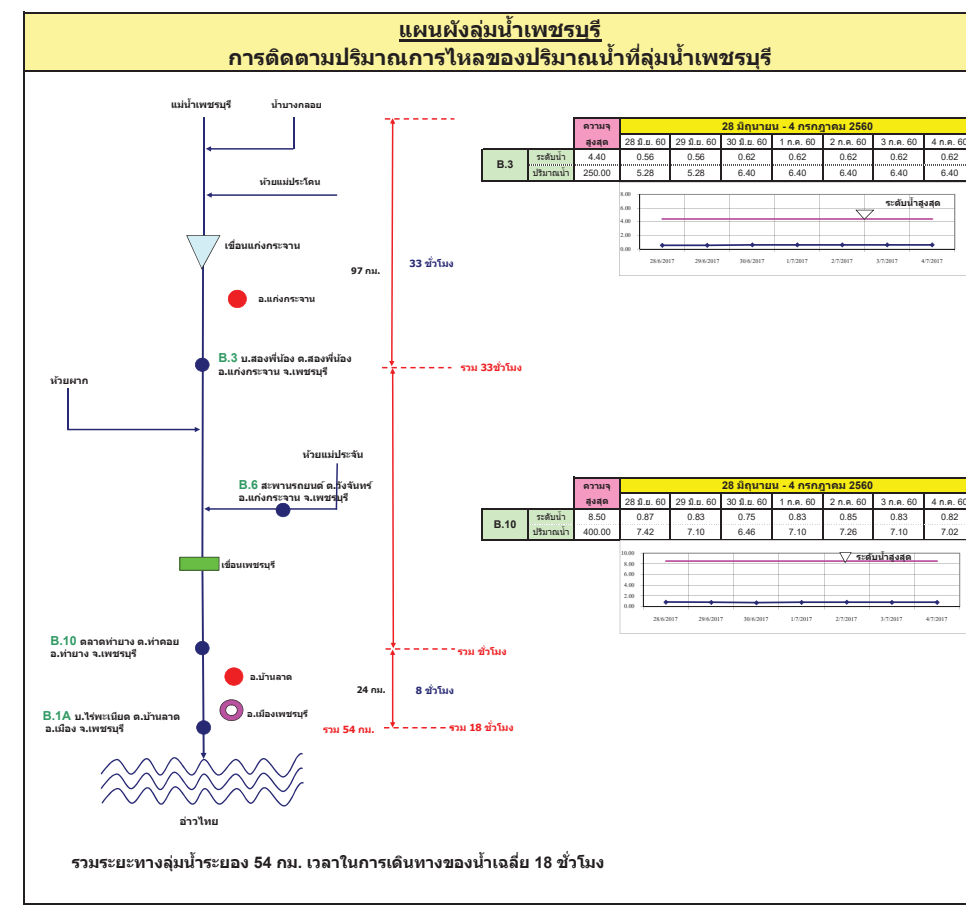 แผนผังลุ่มน้ำเพชรบุรี
การติดตามปริมาณการไหลของปริมาณน้ำที่ลุ่มน้ำเพชรบุรี
แม่น้ำเพชรบุรี
น้ำบางกลอย
ห้วยแม่ประโดน
เขื่อนแก่งกระจาน
97 กม.
33 ชั่วโมง
อ.แก่งกระจาน
B.3 บ.สองพี่น้อง ต.สองพี่น้อง
อ.แก่งกระจาน จ.เพชรบุรี
รวม 33ชั่วโมง
ห้วยผาก
ห้วยแม่ประจัน
B.6 สะพานรถยนต์ ต.วังจันทร์
อ.แก่งกระจาน จ.เพชรบุรี
เขื่อนเพชรบุรี
B.10 ตลาดท่ายาง ต.ท่าคอย
อ.ท่ายาง จ.เพชรบุรี
รวม ชั่วโมง
อ.บ้านลาด
24 กม.
8 ชั่วโมง
อ.เมืองเพชรบุรี
B.1A บ.ไร่พะเนียด ต.บ้านลาด
อ.เมือง จ.เพชรบุรี
รวม 54 กม.
รวม 18 ชั่วโมง
อ่าวไทย
รวมระยะทางลุ่มน้ำระยอง 54 กม. เวลาในการเดินทางของน้ำเฉลี่ย 18 ชั่วโมง
ความจุ 28 มิถุนายน - 4 กรกฎาคม 2560
สูงสุด 28 มิ.ย. 60 29 มิ.ย. 60 30 มิ.ย. 60 1 ก.ค. 60 2 ก.ค. 60 3 ก.ค. 60 4 ก.ค. 60
B.3
ระดับน้ำ 4.40 0.56 0.56 0.62 0.62 0.62 0.62 0.62
ปริมาณน้ำ 250.00 5.28 5.28 6.40 6.40 6.40 6.40 6.40
8.00
6.00
4.00
2.00
0.00
ระดับน้ำสูงสุด
28/6/2017 29/6/2017 30/6/2017 1/7/2017 2/7/2017 3/7/2017 4/7/2017
ความจุ 28 มิถุนายน - 4 กรกฎาคม 2560
สูงสุด 28 มิ.ย. 60 29 มิ.ย. 60 30 มิ.ย. 60 1 ก.ค. 60 2 ก.ค. 60 3 ก.ค. 60 4 ก.ค. 60
B.10
ระดับน้ำ 8.50 0.87 0.83 0.75 0.83 0.85 0.83 0.82
ปริมาณน้ำ 400.00 7.42 7.10 6.46 7.10 7.26 7.10 7.02
10.00
8.00
6.00
4.00
2.00
0.00
ระดับน้ำสูงสุด
28/6/2017 29/6/2017 30/6/2017 1/7/2017 2/7/2017 3/7/2017 4/7/2017